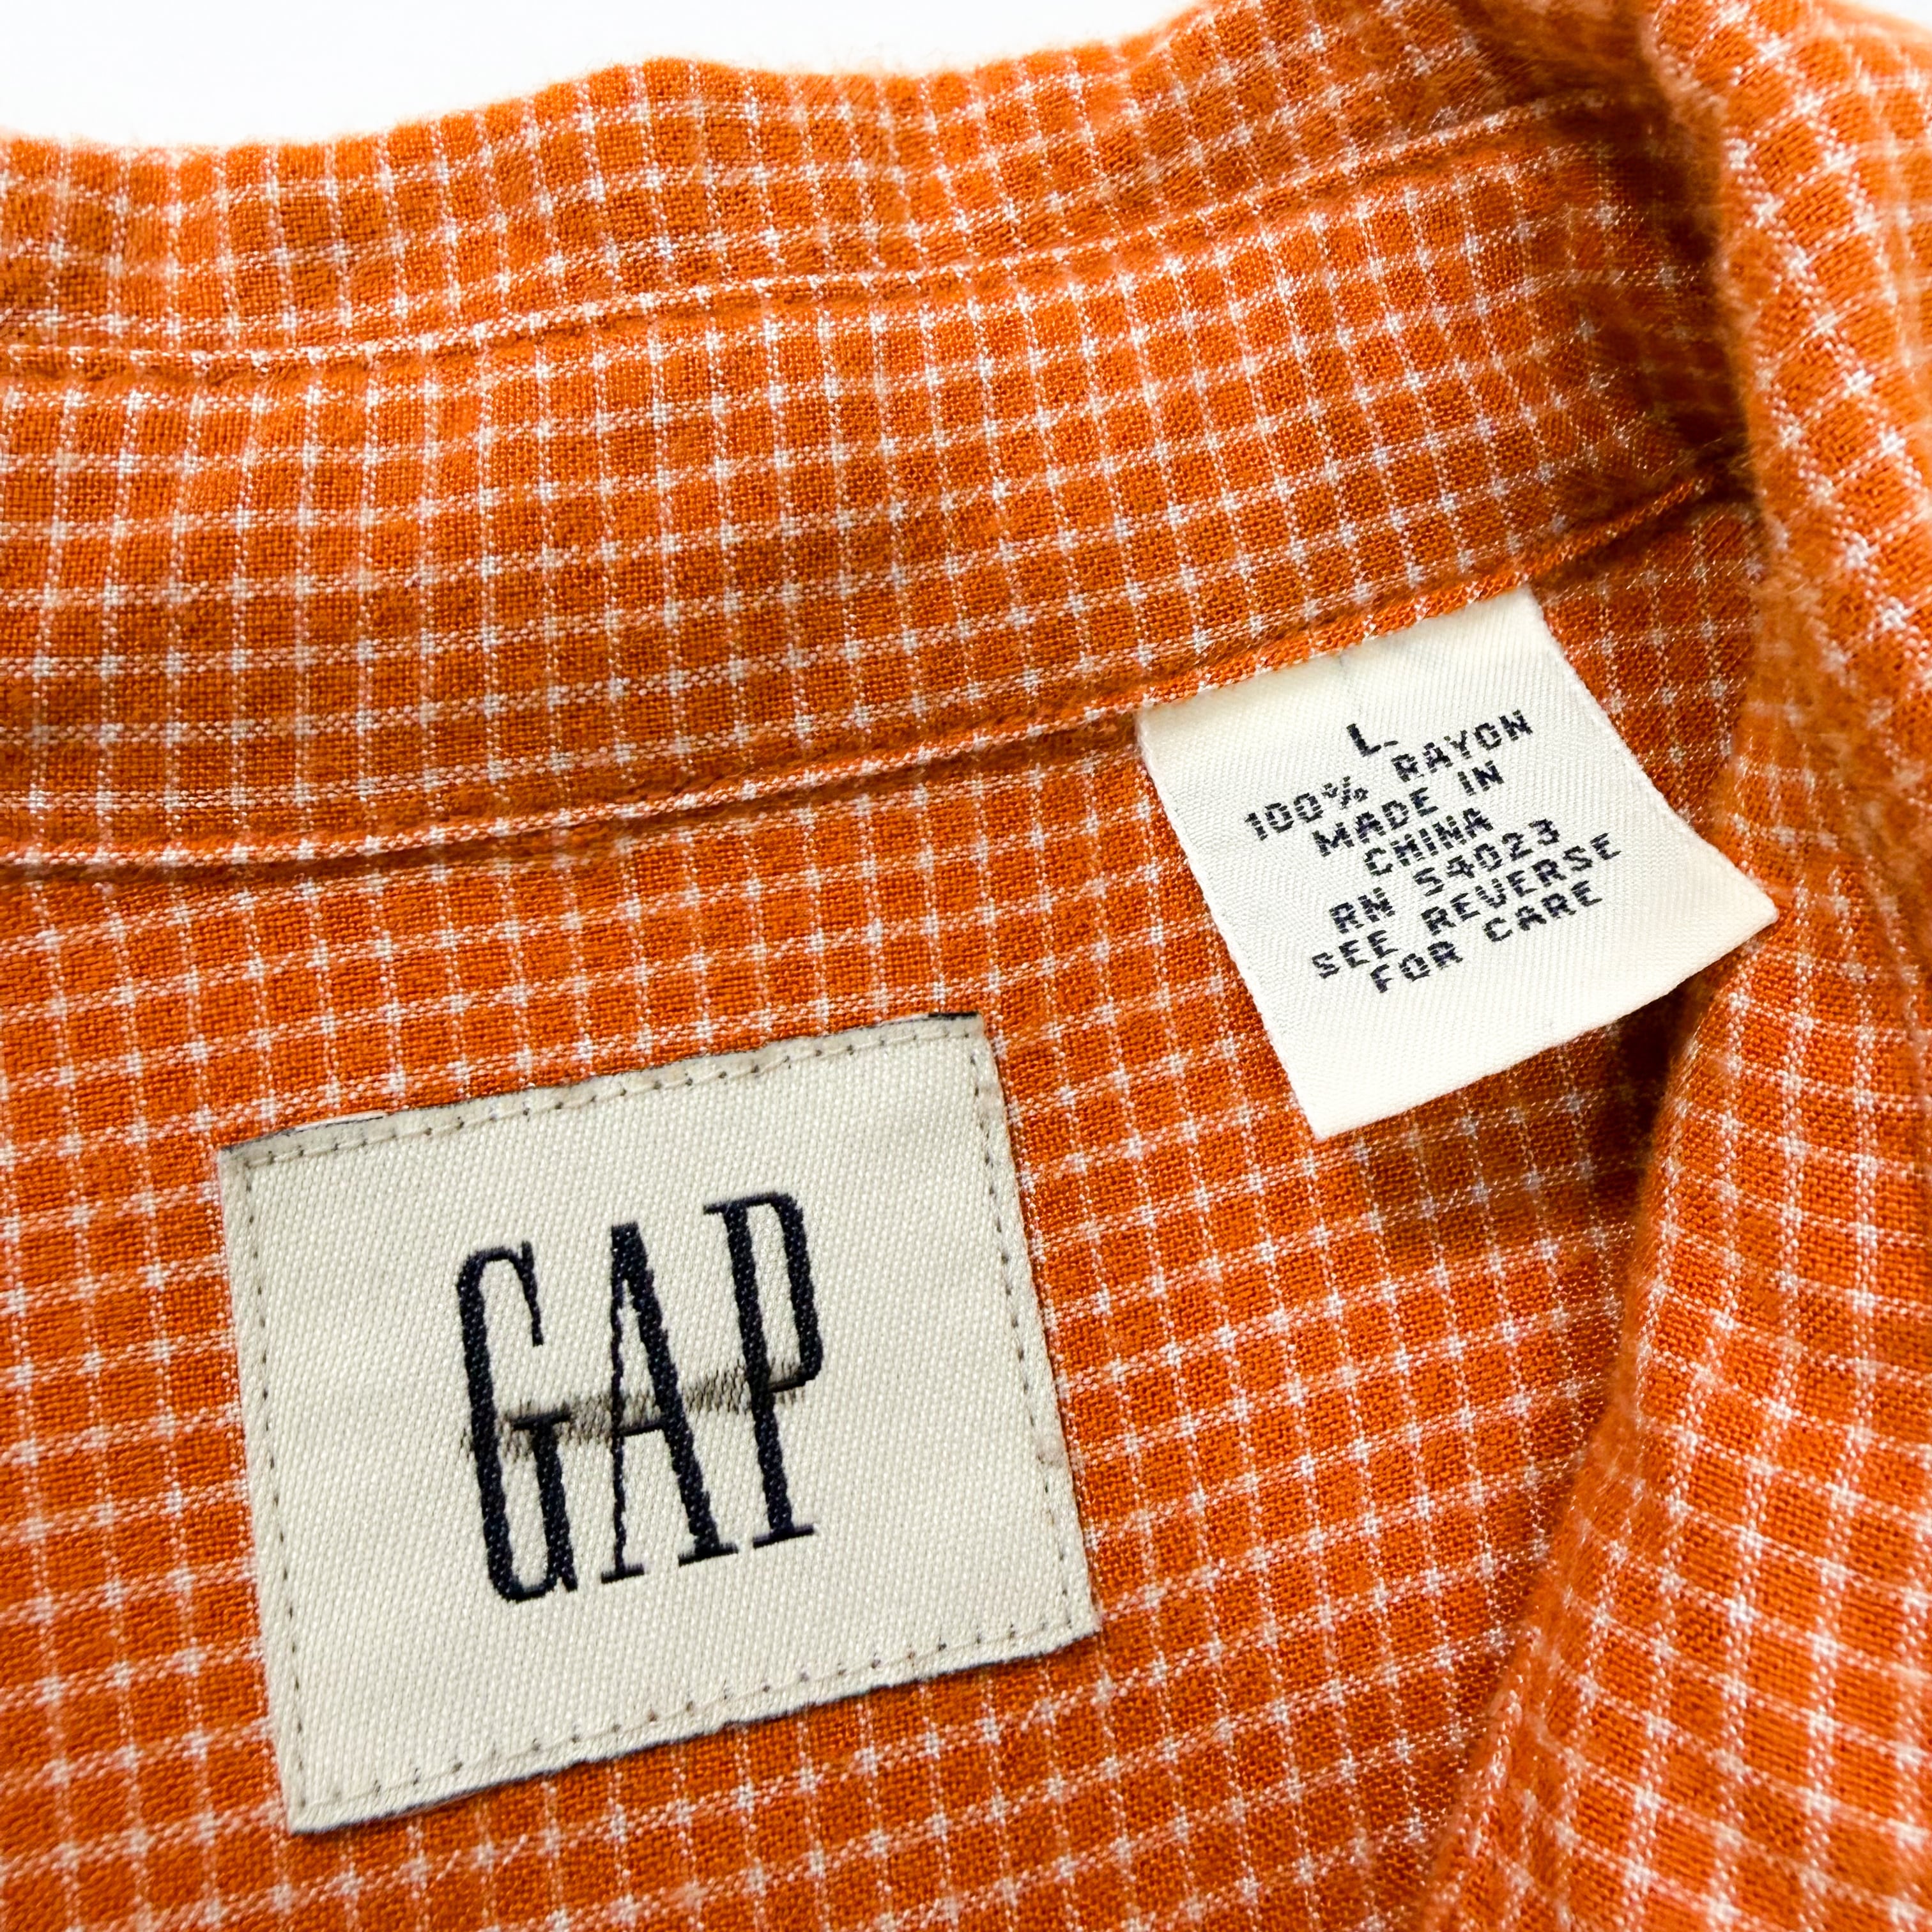 L
100% RAYON
MADE IN
CHINA
RN 54023
SEE REVERSE
FOR CARE
GAP